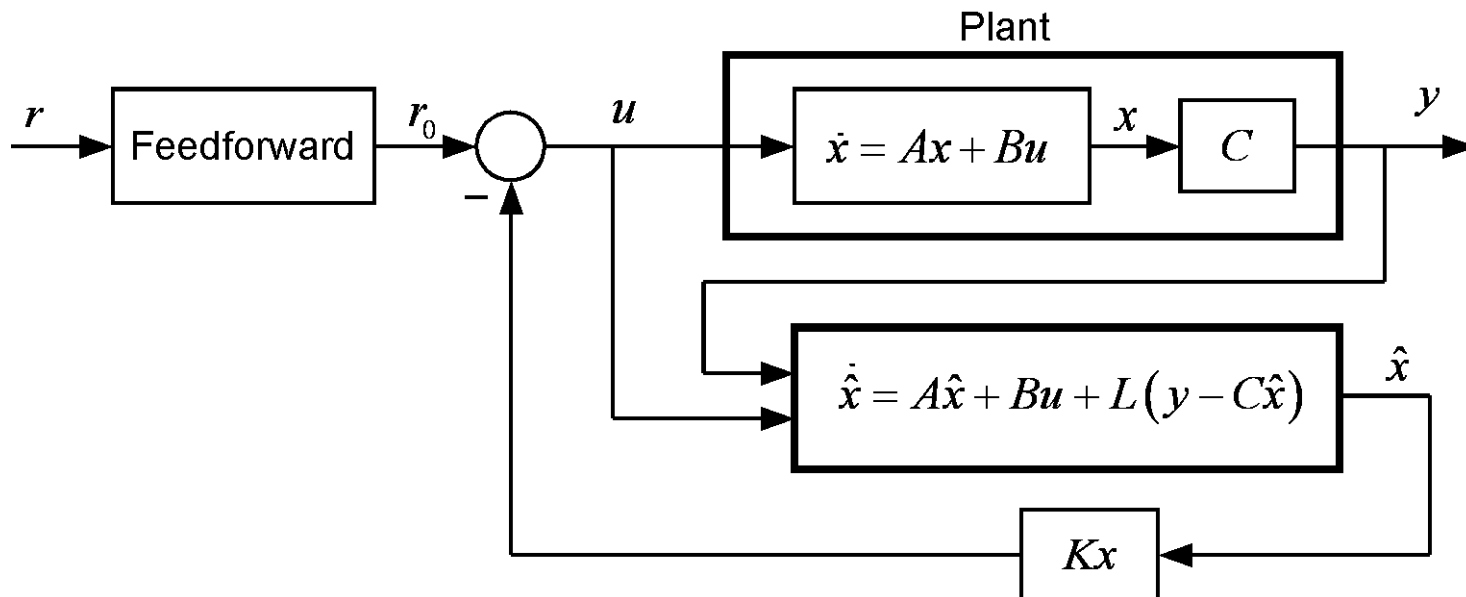 Plant
r
Feedforward
r₀
u
ẋ = Ax + Bu
x
C
y
−
x̂̇ = Ax̂ + Bu + L(y − Cx̂)
x̂
Kx